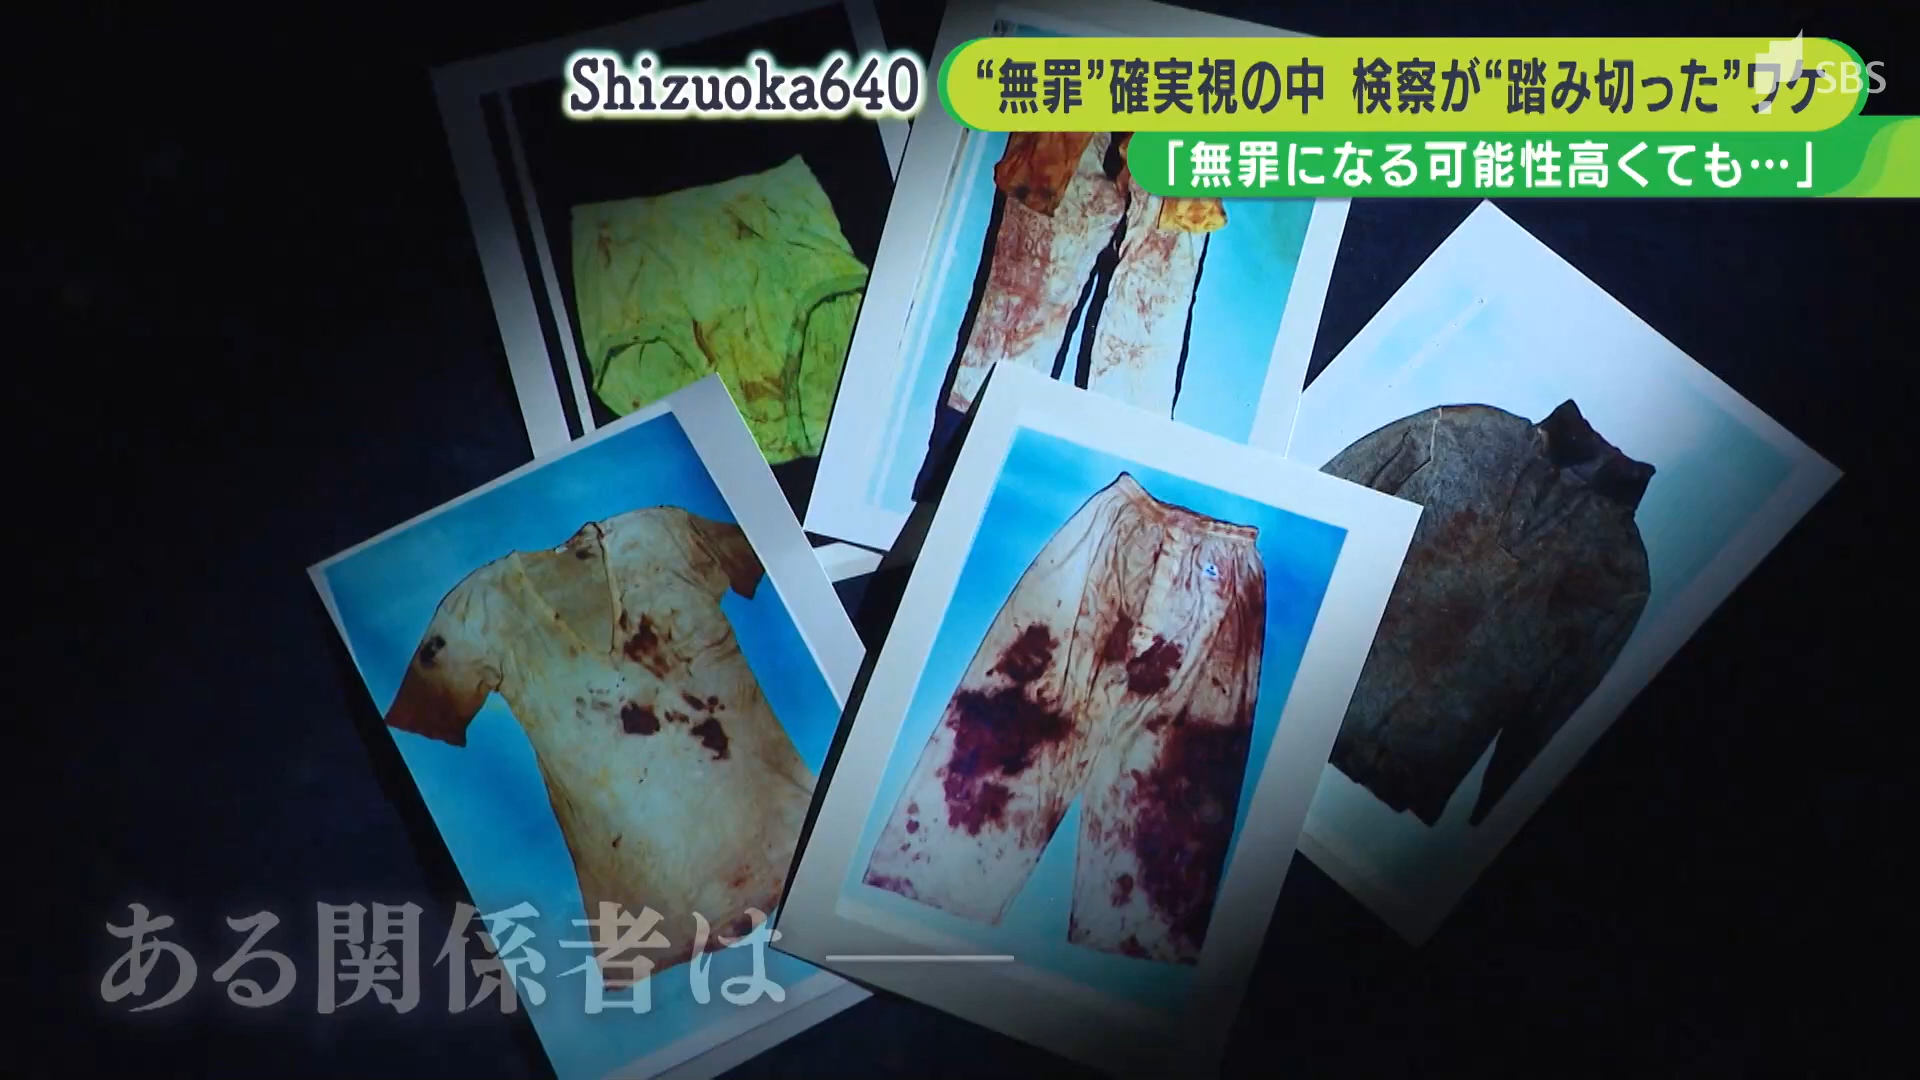 Shizuoka640
“無罪”確実視の中 検察が“踏み切った”ワケ
SBS
「無罪になる可能性高くても…」
ある関係者は